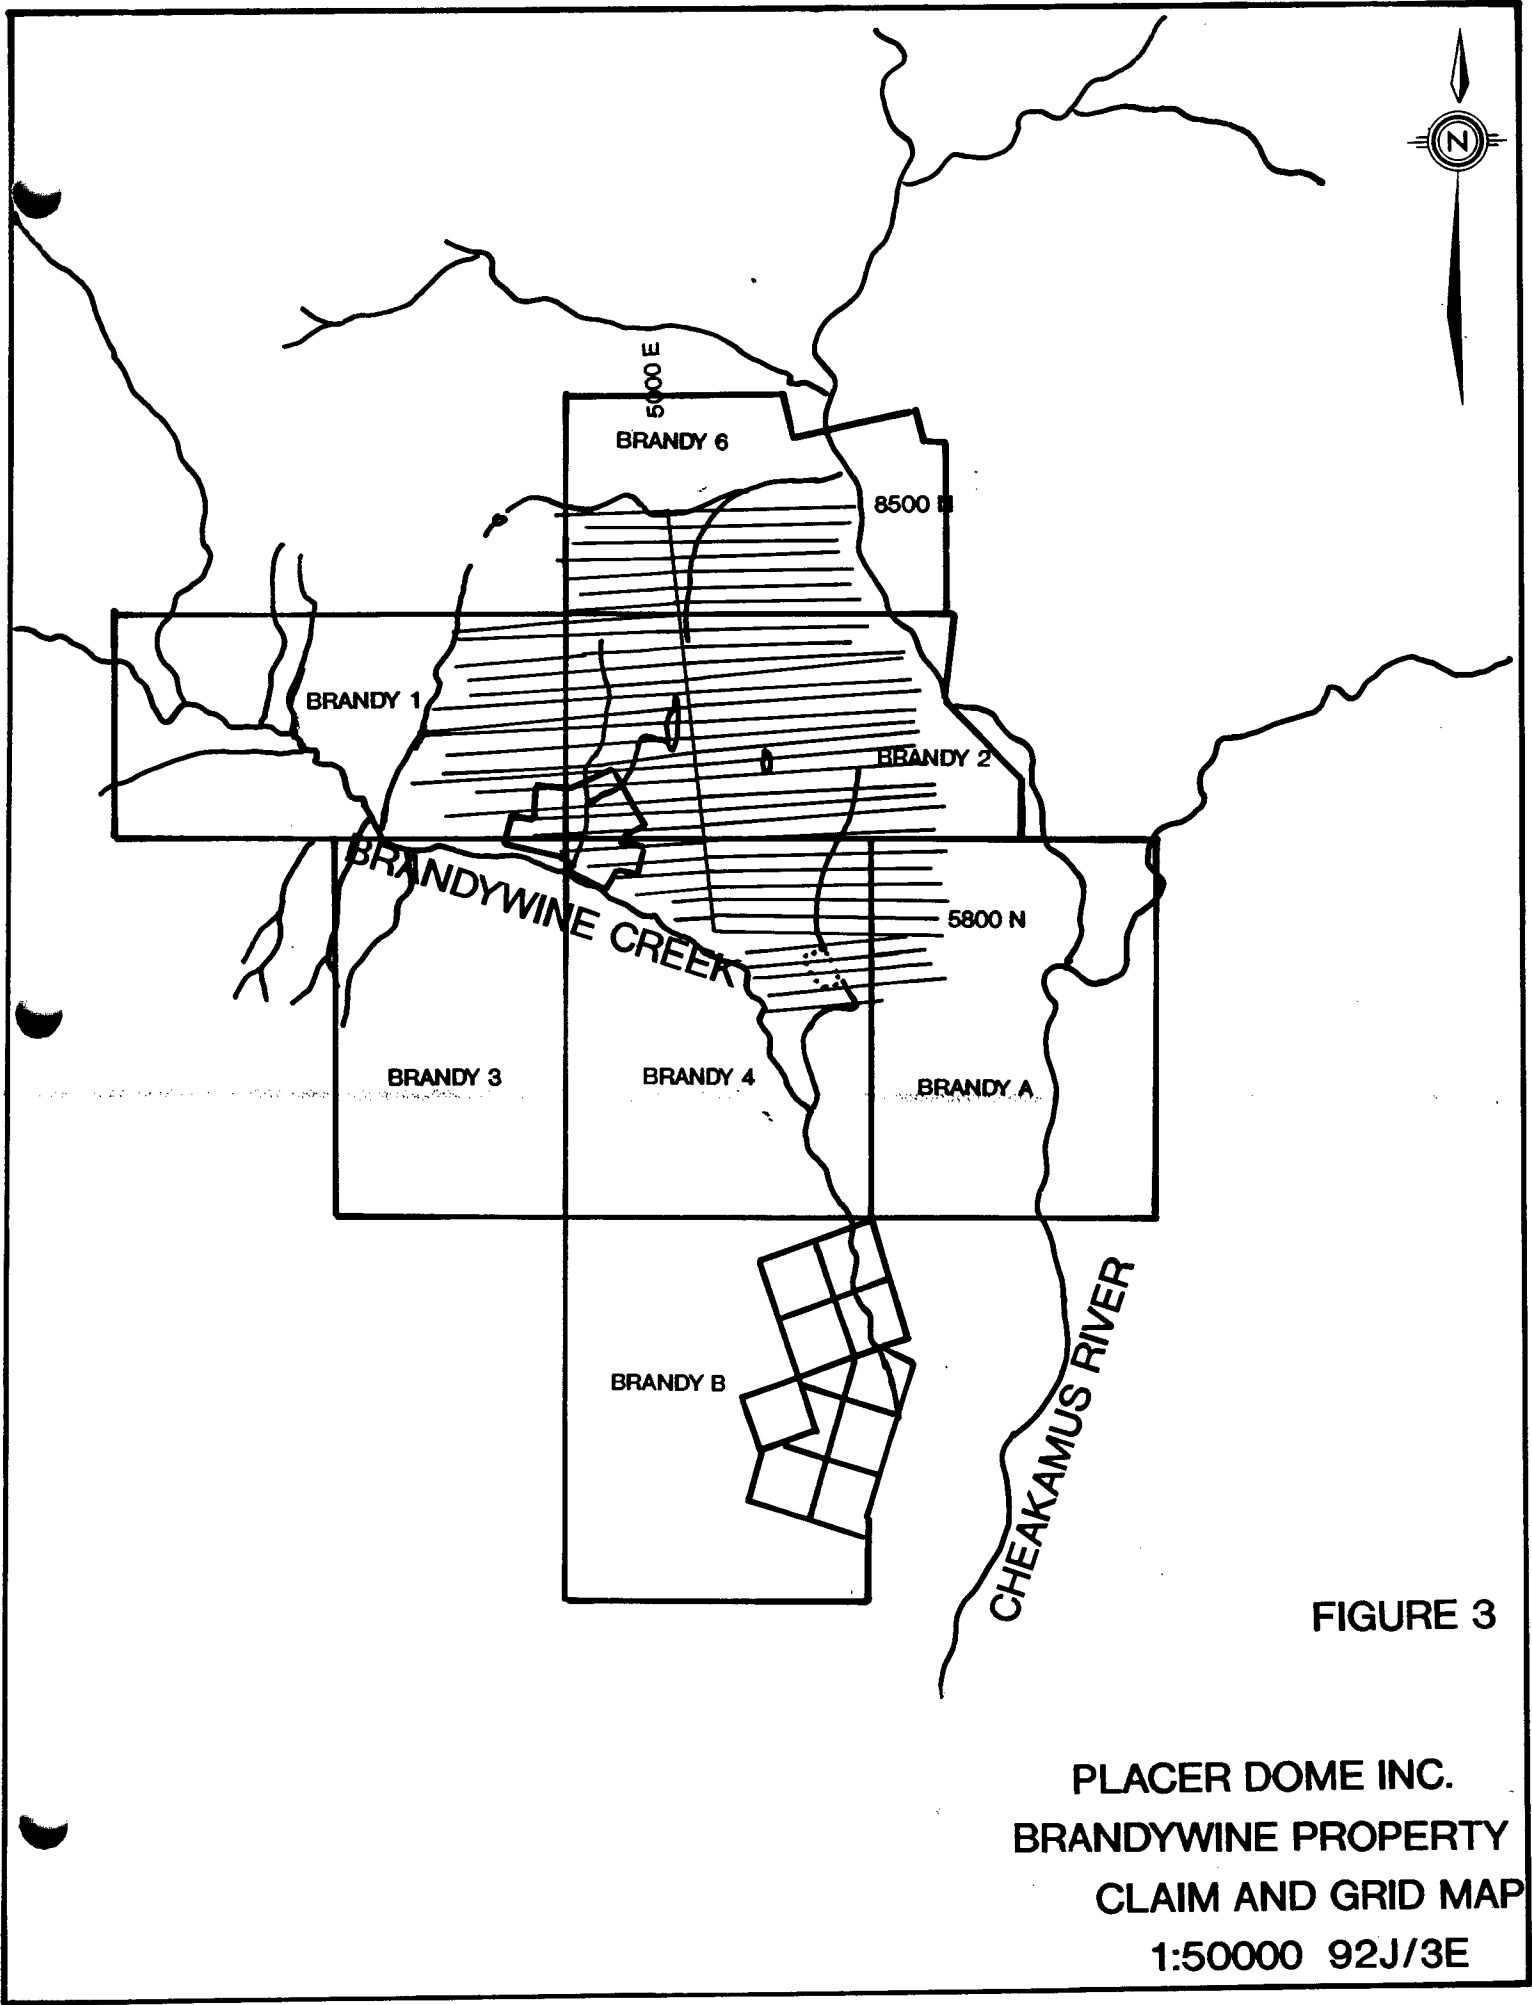 N
5000 E
BRANDY 6
8500 N
BRANDY 1
BRANDY 2
BRANDYWINE CREEK
5800 N
BRANDY 3
BRANDY 4
BRANDY A
BRANDY B
CHEAKAMUS RIVER
FIGURE 3
PLACER DOME INC.
BRANDYWINE PROPERTY
CLAIM AND GRID MAP
1:50000 92J/3E